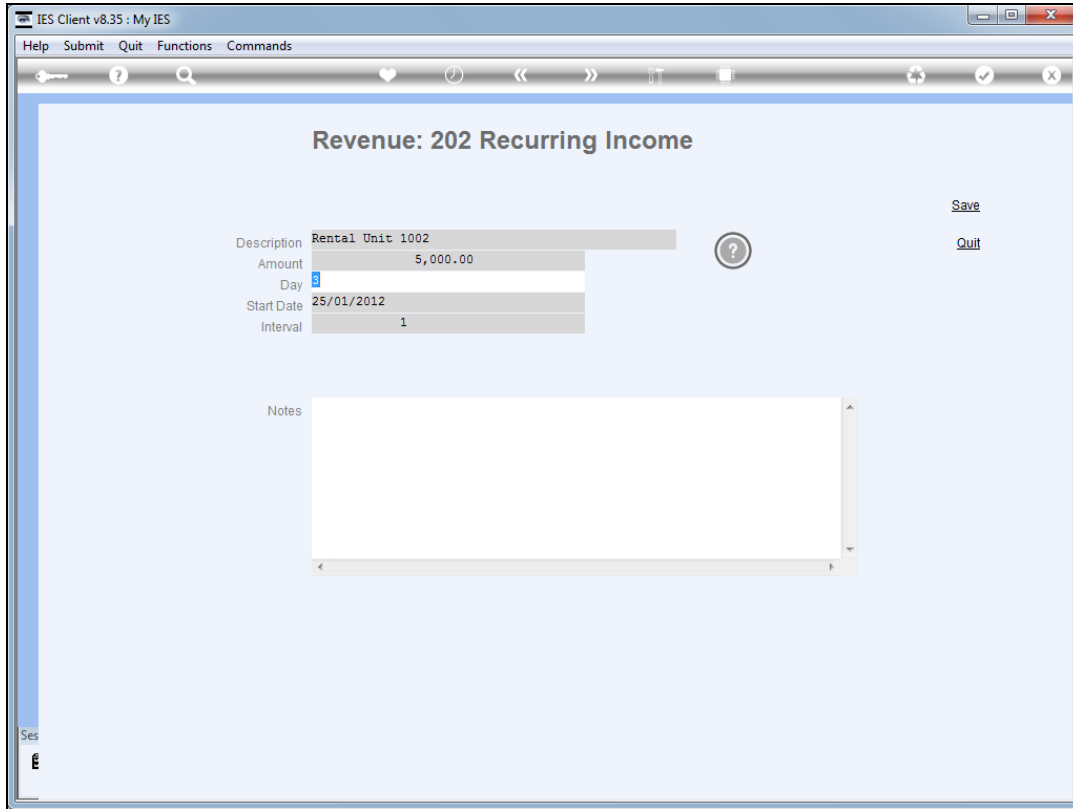 IES Client v8.35 : My IES
Help Submit Quit Functions Commands
Revenue: 202 Recurring Income
Save
Description Rental Unit 1002
Quit
Amount 5,000.00
Day 3
Start Date 25/01/2012
Interval 1
Notes
Ses